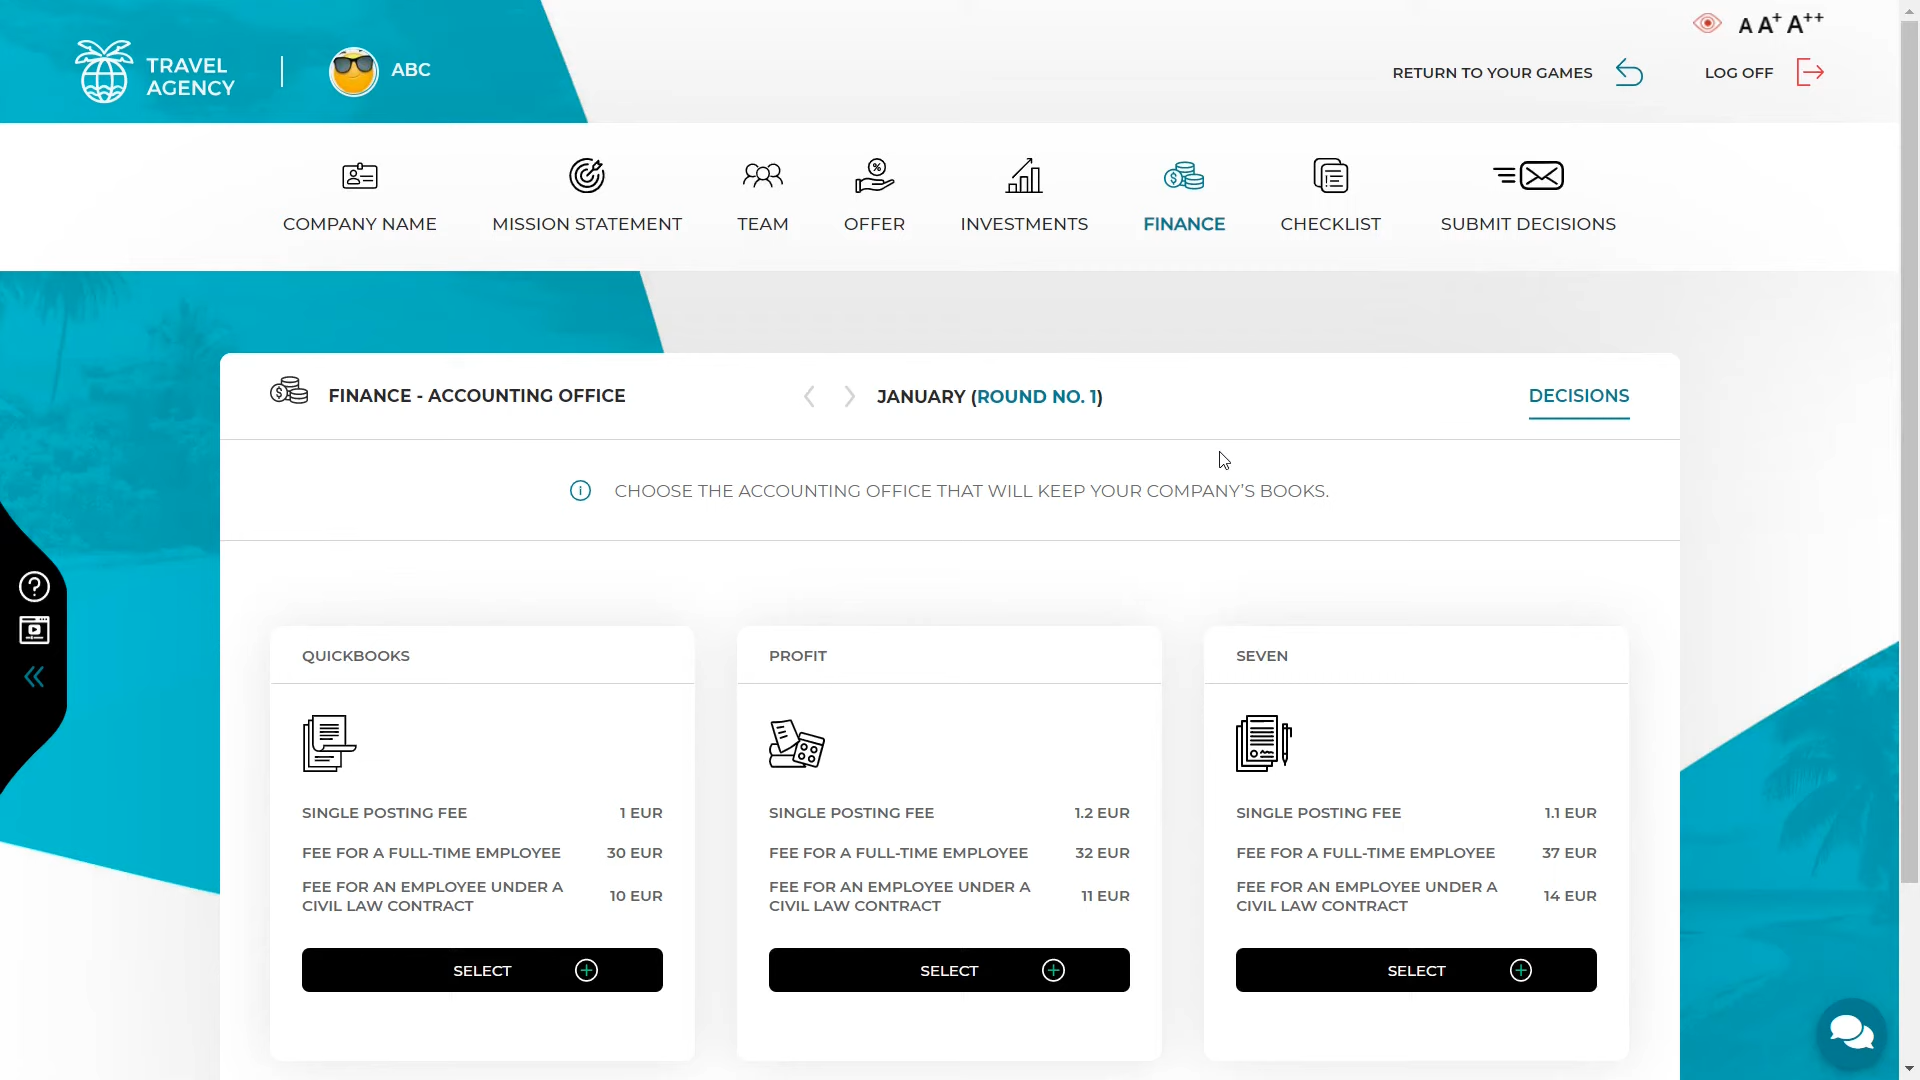 A A+ A++
TRAVEL
AGENCY
ABC
RETURN TO YOUR GAMES
LOG OFF
COMPANY NAME
MISSION STATEMENT
TEAM
OFFER
INVESTMENTS
FINANCE
CHECKLIST
SUBMIT DECISIONS
FINANCE - ACCOUNTING OFFICE
JANUARY (ROUND NO. 1)
DECISIONS
CHOOSE THE ACCOUNTING OFFICE THAT WILL KEEP YOUR COMPANY'S BOOKS.
QUICKBOOKS
SINGLE POSTING FEE 1 EUR
FEE FOR A FULL-TIME EMPLOYEE 30 EUR
FEE FOR AN EMPLOYEE UNDER A
CIVIL LAW CONTRACT 10 EUR
SELECT
PROFIT
SINGLE POSTING FEE 1.2 EUR
FEE FOR A FULL-TIME EMPLOYEE 32 EUR
FEE FOR AN EMPLOYEE UNDER A
CIVIL LAW CONTRACT 11 EUR
SELECT
SEVEN
SINGLE POSTING FEE 1.1 EUR
FEE FOR A FULL-TIME EMPLOYEE 37 EUR
FEE FOR AN EMPLOYEE UNDER A
CIVIL LAW CONTRACT 14 EUR
SELECT